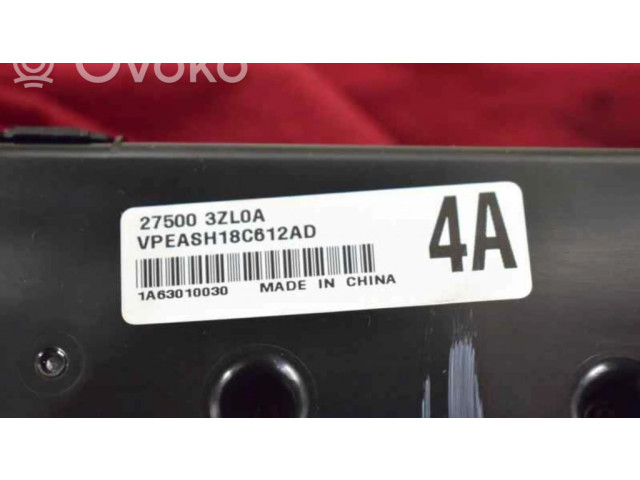 Ovoko
27500 3ZL0A
VPEASH18C612AD
4A
1A63010030 MADE IN CHINA